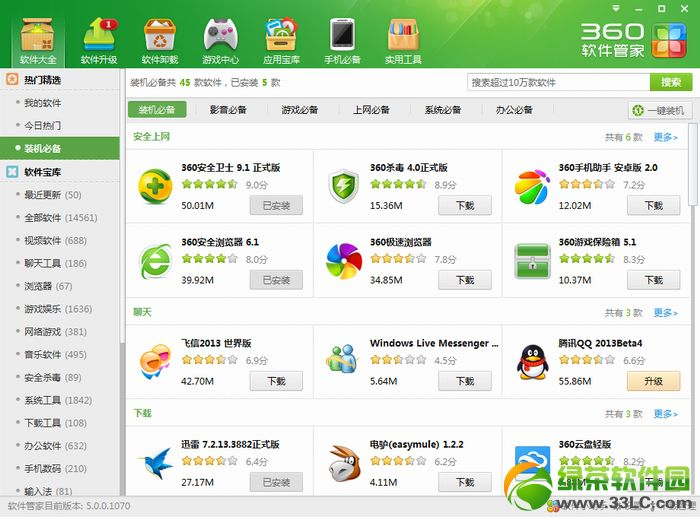 360
软件管家
1
软件大全 软件升级 软件卸载 游戏中心 应用宝库 手机必备 实用工具
热门精选
我的软件
今日热门
装机必备
软件宝库
最近更新 (50)
全部软件 (14561)
视频软件 (688)
聊天工具 (186)
浏览器 (67)
游戏娱乐 (1636)
网络游戏 (381)
音乐软件 (495)
安全杀毒 (89)
系统工具 (1842)
下载工具 (108)
办公软件 (632)
手机数码 (210)
输入法 (81)
装机必备共 45 款软件，已安装 5 款
搜索超过10万款软件 搜索
装机必备 影音必备 游戏必备 上网必备 系统必备 办公必备 一键装机
安全上网 共有 6 款 更多>
360安全卫士 9.1 正式版
9.0分
50.01M 已安装
360杀毒 4.0正式版
8.9分
15.36M 下载
360手机助手 安卓版 2.0
7.2分
12.02M 下载
360安全浏览器 6.1
8.0分
39.92M 已安装
360极速浏览器
7.8分
34.85M 下载
360游戏保险箱 5.1
8.3分
10.37M 下载
聊天 共有 3 款 更多>
飞信2013 世界版
6.9分
42.70M 下载
Windows Live Messenger ...
4.5分
5.64M 下载
腾讯QQ 2013Beta4
6.6分
55.86M 升级
下载 共有 3 款 更多>
迅雷 7.2.13.3882正式版
6.4分
27.17M 已安装
电驴(easymule) 1.2.2
6.2分
4.11M 下载
360云盘轻版
8.2分
下载
绿茶软件园
www.33LC.com
软件管家目前版本: 5.0.0.1070